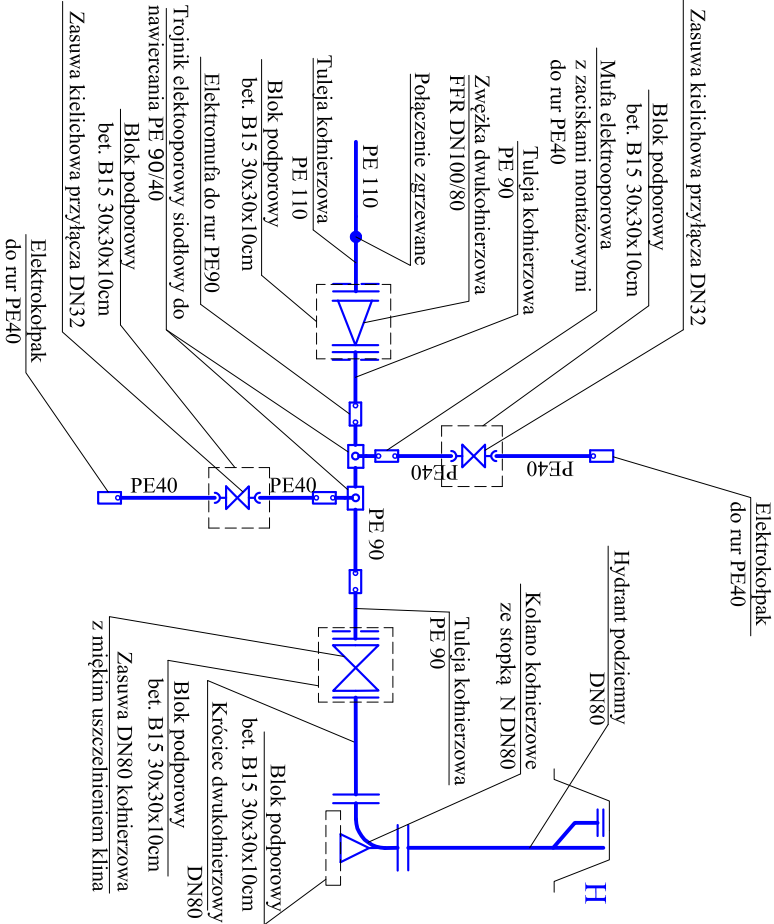 Zasuwa kielichowa przyłącza DN32
Blok podporowy
bet. B15 30x30x10cm
Mufa elektrooporowa
z zaciskami montażowymi
do rur PE40
Tuleja kołnierzowa
PE 90
Zwężka dwukołnierzowa
FFR DN100/80
Połączenie zgrzewane
PE 110
Tuleja kołnierzowa
PE 110
Blok podporowy
bet. B15 30x30x10cm
Elektromufa do rur PE90
Trojnik elektooporowy siodłowy do
nawiercania PE 90/40
Blok podporowy
bet. B15 30x30x10cm
Zasuwa kielichowa przyłącza DN32
Elektrokołpak
do rur PE40
Elektrokołpak
do rur PE40
PE40
PE40
PE 90
PE40
PE40
Hydrant podziemny
DN80
Kolano kołnierzowe
ze stopką N DN80
Tuleja kołnierzowa
PE 90
H
Blok podporowy
bet. B15 30x30x10cm
Króciec dwukołnierzowy
DN80
Blok podporowy
bet. B15 30x30x10cm
Zasuwa DN80 kołnierzowa
z miękim uszczelnieniem klina